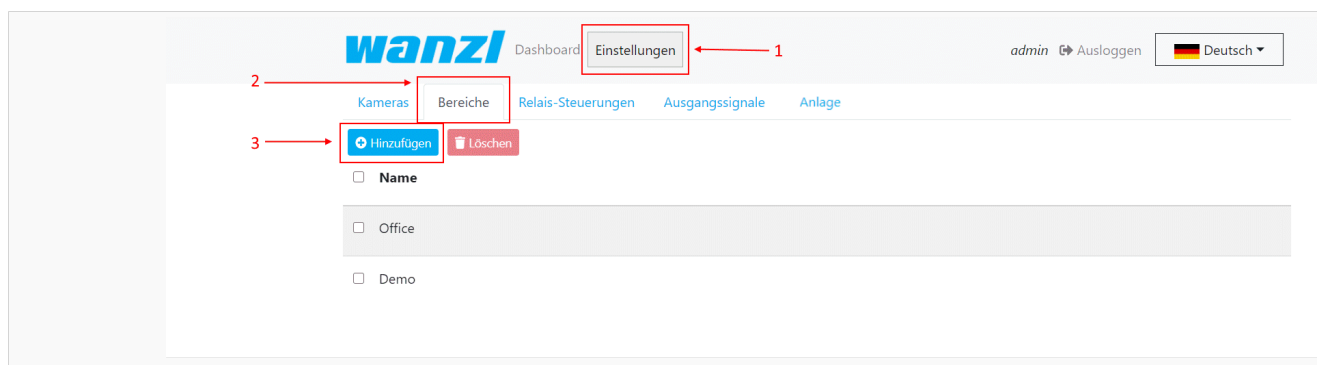 wanzl Dashboard Einstellungen 1 admin Ausloggen Deutsch
2
Kameras Bereiche Relais-Steuerungen Ausgangssignale Anlage
3 Hinzufügen Löschen
Name
Office
Demo